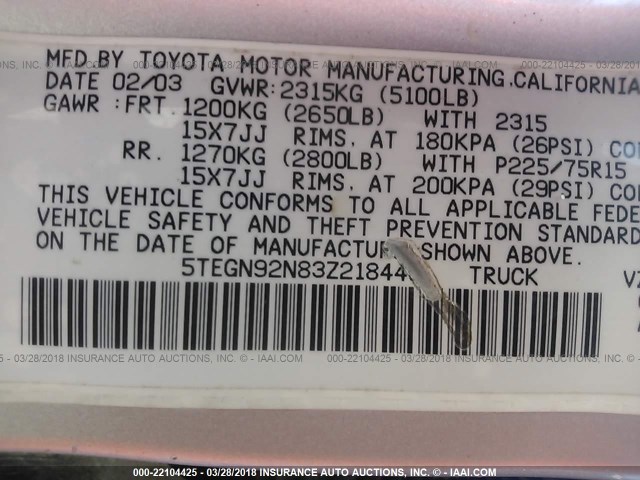 MFD BY TOYOTA MOTOR MANUFACTURING, CALIFORNIA
DATE 02/03 GVWR: 2315KG (5100LB)
GAWR: FRT. 1200KG (2650LB) WITH 2315
15X7JJ RIMS, AT 180KPA (26PSI)
RR. 1270KG (2800LB) WITH P225/75R15
15X7JJ RIMS, AT 200KPA (29PSI)
THIS VEHICLE CONFORMS TO ALL APPLICABLE FEDE
VEHICLE SAFETY AND THEFT PREVENTION STANDARD
ON THE DATE OF MANUFACTUR SHOWN ABOVE.
5TEGN92N83Z21844 TRUCK
000-22104425 - 03/28/2018 INSURANCE AUTO AUCTIONS, INC. © - IAAI.COM